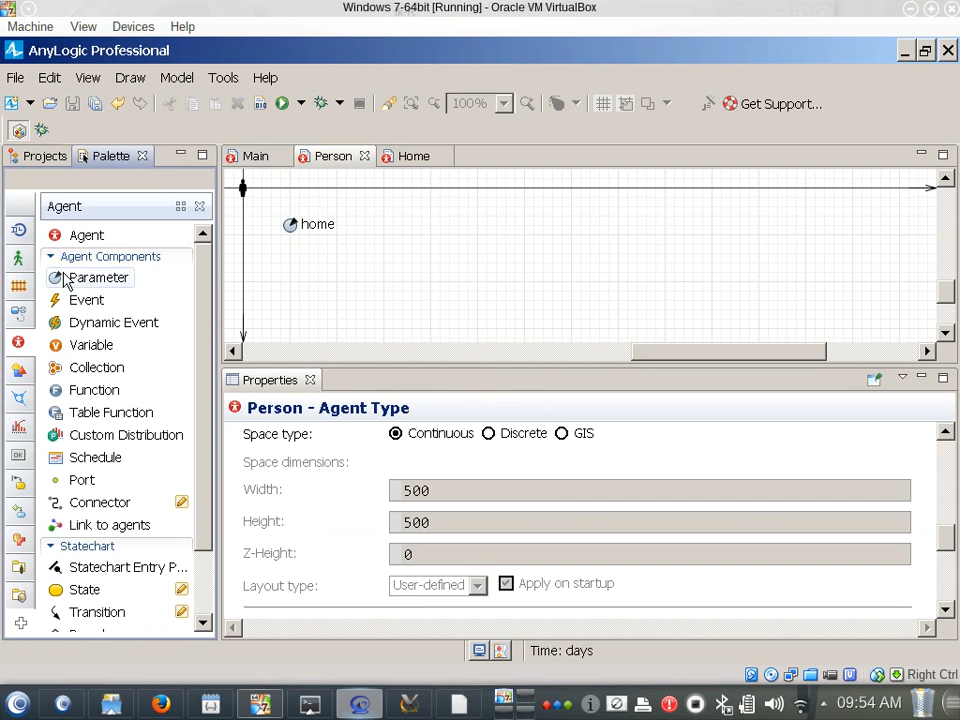 Windows 7-64bit [Running] - Oracle VM VirtualBox
Machine View Devices Help
AnyLogic Professional
File Edit View Draw Model Tools Help
100% Get Support...
Projects Palette
Main Person Home
Agent
Agent
Agent Components
Parameter
Event
Dynamic Event
Variable
Collection
Function
Table Function
Custom Distribution
Schedule
Port
Connector
Link to agents
Statechart
Statechart Entry P...
State
Transition
home
Properties
Person - Agent Type
Space type: Continuous Discrete GIS
Space dimensions:
Width: 500
Height: 500
Z-Height: 0
Layout type: User-defined Apply on startup
Time: days
Right Ctrl
09:54 AM